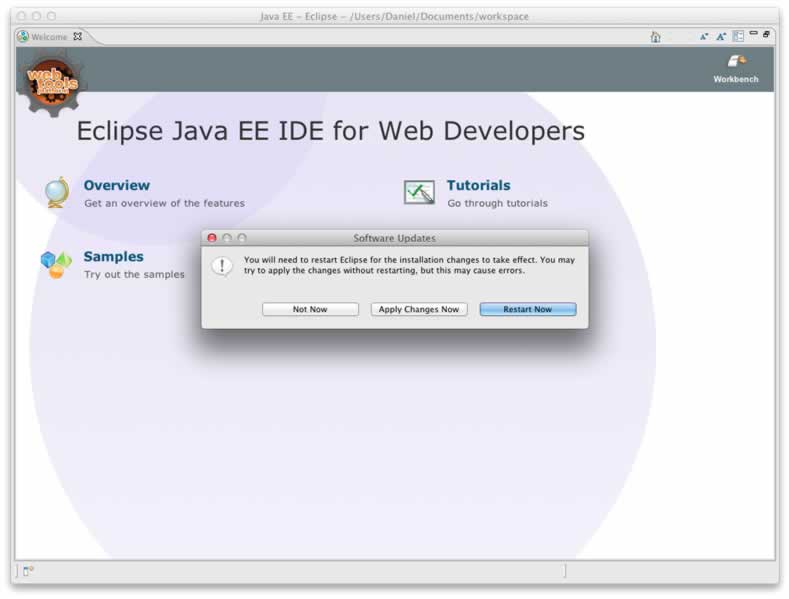 Java EE – Eclipse – /Users/Daniel/Documents/workspace
Welcome
web
tools
platform
Workbench
Eclipse Java EE IDE for Web Developers
Overview
Get an overview of the features
Tutorials
Go through tutorials
Samples
Try out the samples
Software Updates
You will need to restart Eclipse for the installation changes to take effect. You may
try to apply the changes without restarting, but this may cause errors.
Not Now
Apply Changes Now
Restart Now